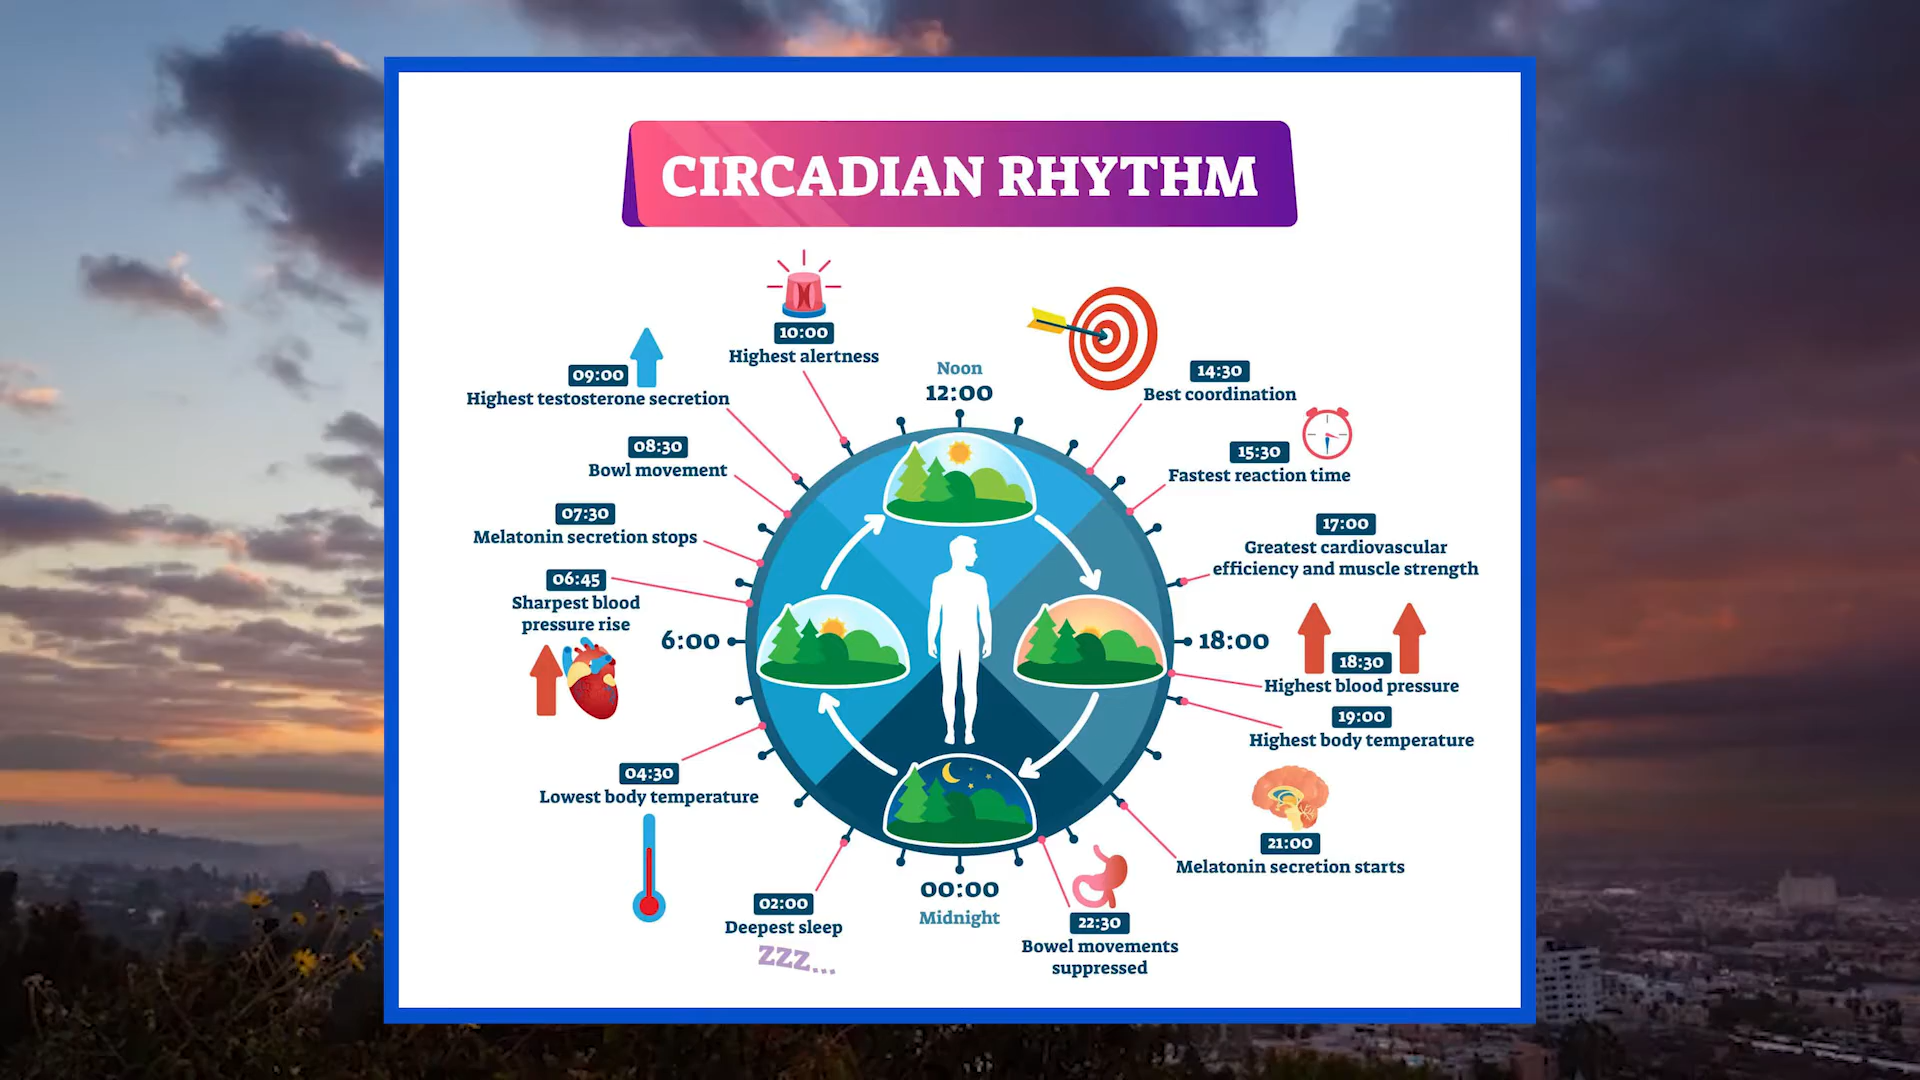 CIRCADIAN RHYTHM
10:00
Highest alertness
09:00
Highest testosterone secretion
08:30
Bowl movement
07:30
Melatonin secretion stops
06:45
Sharpest blood
pressure rise
6:00
04:30
Lowest body temperature
02:00
Deepest sleep
ZZZ...
Noon
12:00
14:30
Best coordination
15:30
Fastest reaction time
17:00
Greatest cardiovascular
efficiency and muscle strength
18:00
18:30
Highest blood pressure
19:00
Highest body temperature
21:00
Melatonin secretion starts
22:30
Bowel movements
suppressed
00:00
Midnight